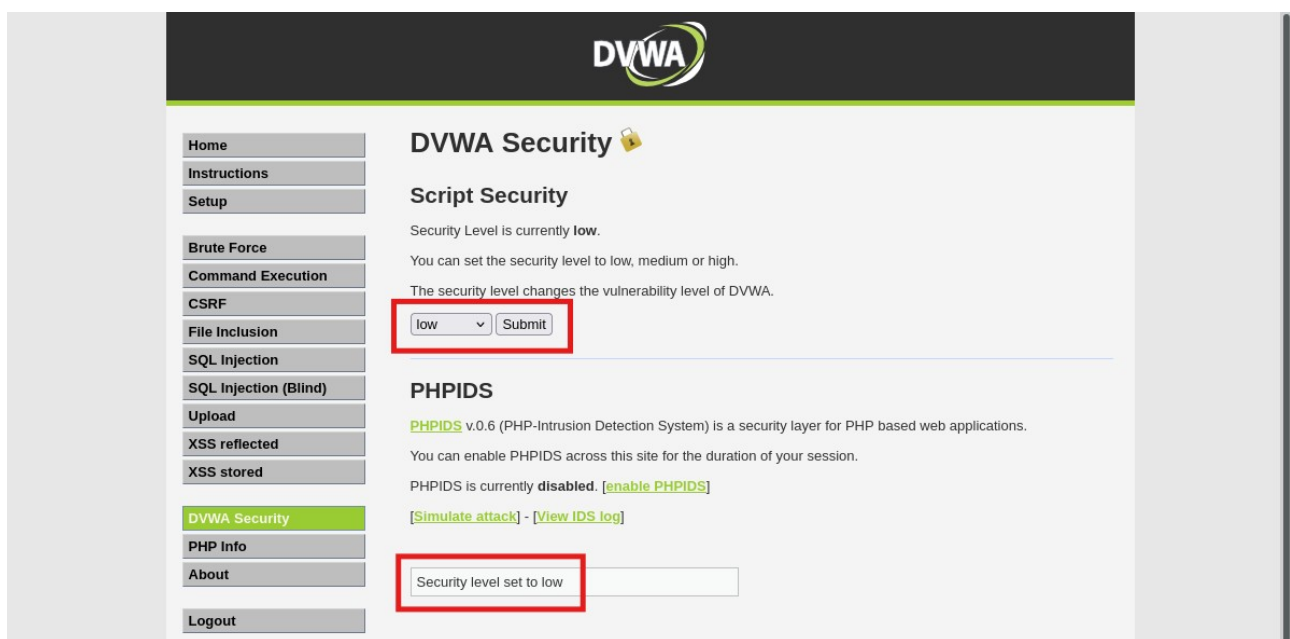 DVWA
Home
Instructions
Setup
Brute Force
Command Execution
CSRF
File Inclusion
SQL Injection
SQL Injection (Blind)
Upload
XSS reflected
XSS stored
DVWA Security
PHP Info
About
Logout
DVWA Security
Script Security
Security Level is currently low.
You can set the security level to low, medium or high.
The security level changes the vulnerability level of DVWA.
low Submit
PHPIDS
PHPIDS v.0.6 (PHP-Intrusion Detection System) is a security layer for PHP based web applications.
You can enable PHPIDS across this site for the duration of your session.
PHPIDS is currently disabled. [enable PHPIDS]
[Simulate attack] - [View IDS log]
Security level set to low